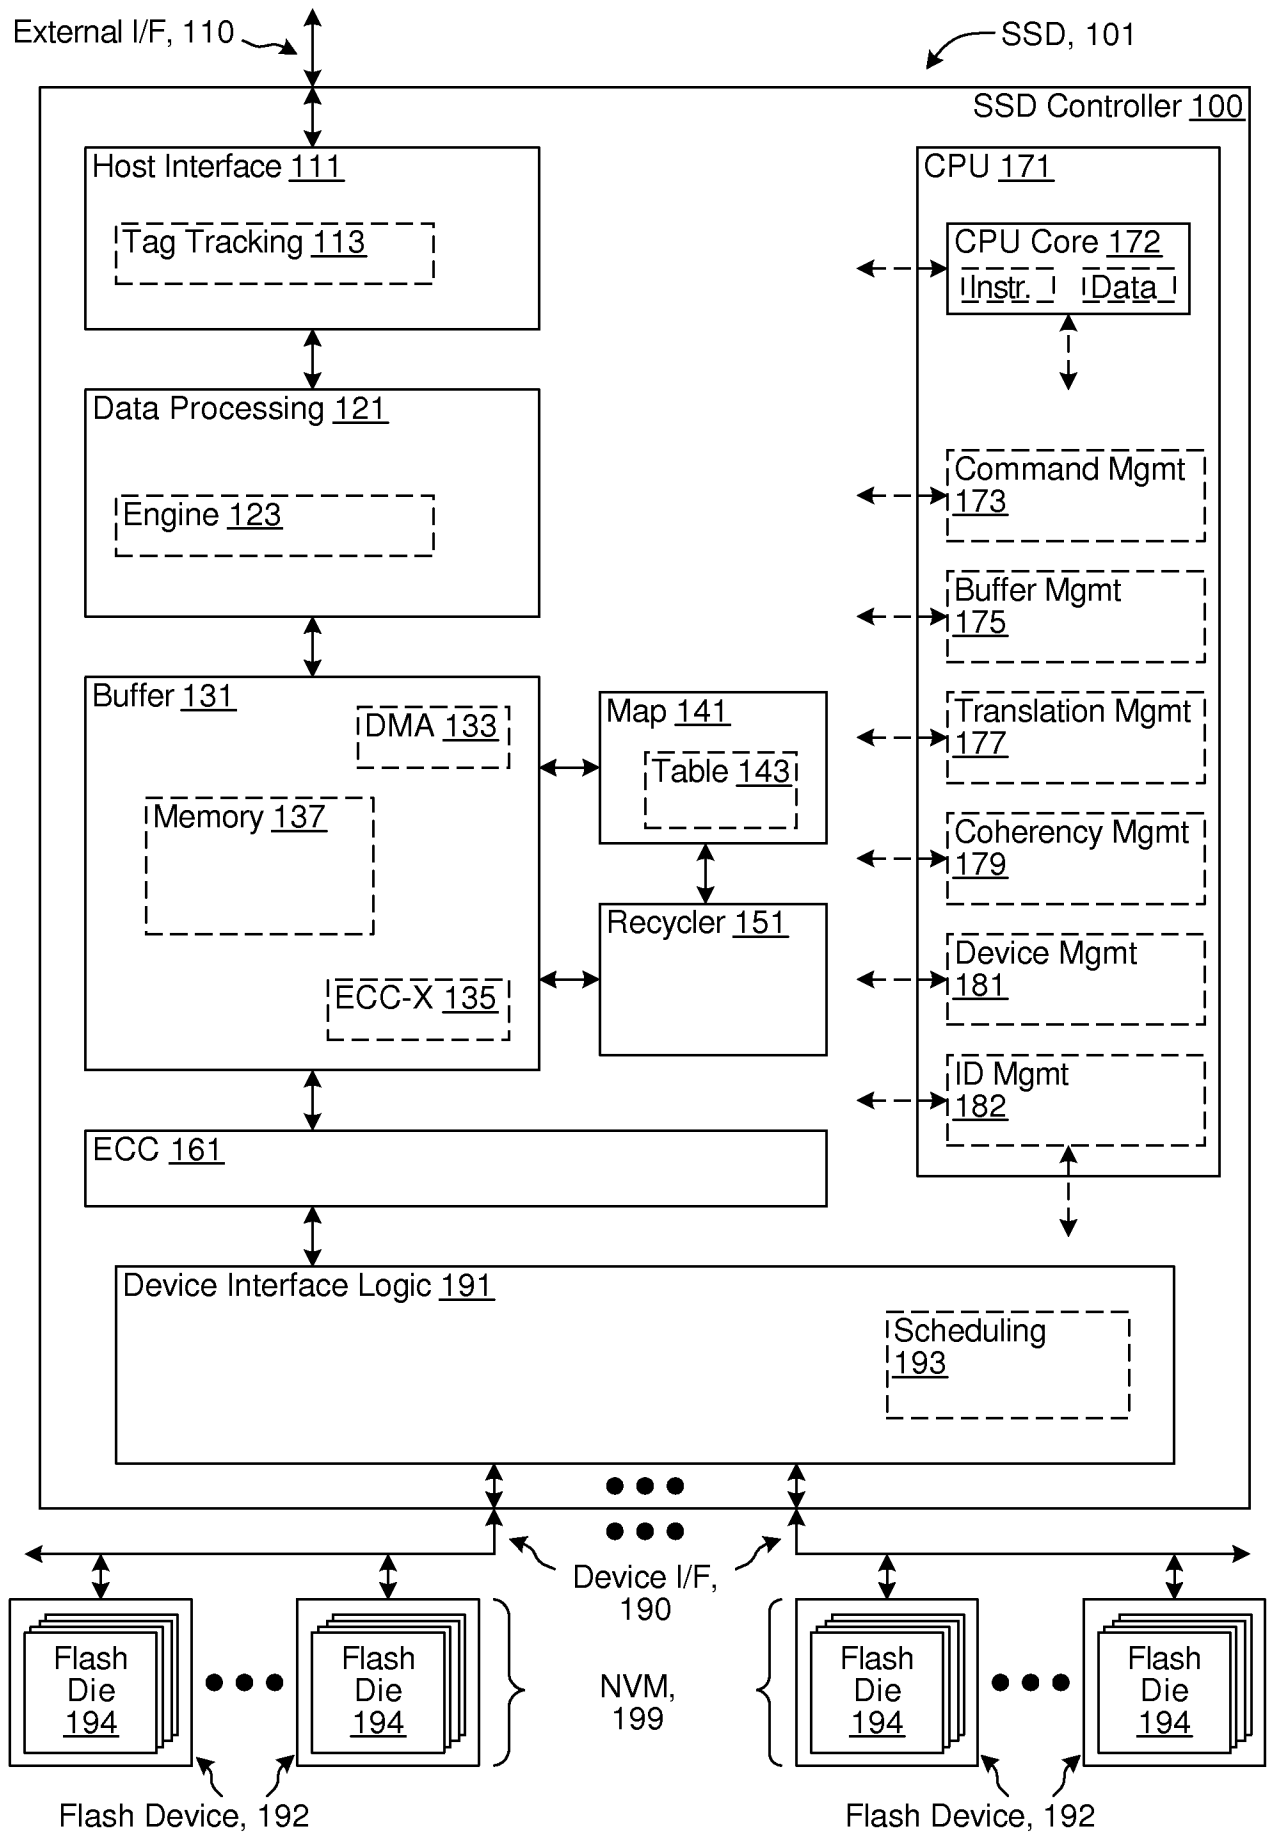 External I/F, 110
SSD, 101
SSD Controller 100
Host Interface 111
Tag Tracking 113
Data Processing 121
Engine 123
Buffer 131
DMA 133
Memory 137
ECC-X 135
Map 141
Table 143
Recycler 151
ECC 161
CPU 171
CPU Core 172
Instr. Data
Command Mgmt
173
Buffer Mgmt
175
Translation Mgmt
177
Coherency Mgmt
179
Device Mgmt
181
ID Mgmt
182
Device Interface Logic 191
Scheduling
193
Device I/F,
190
Flash
Die
194
Flash
Die
194
NVM,
199
Flash
Die
194
Flash
Die
194
Flash Device, 192
Flash Device, 192